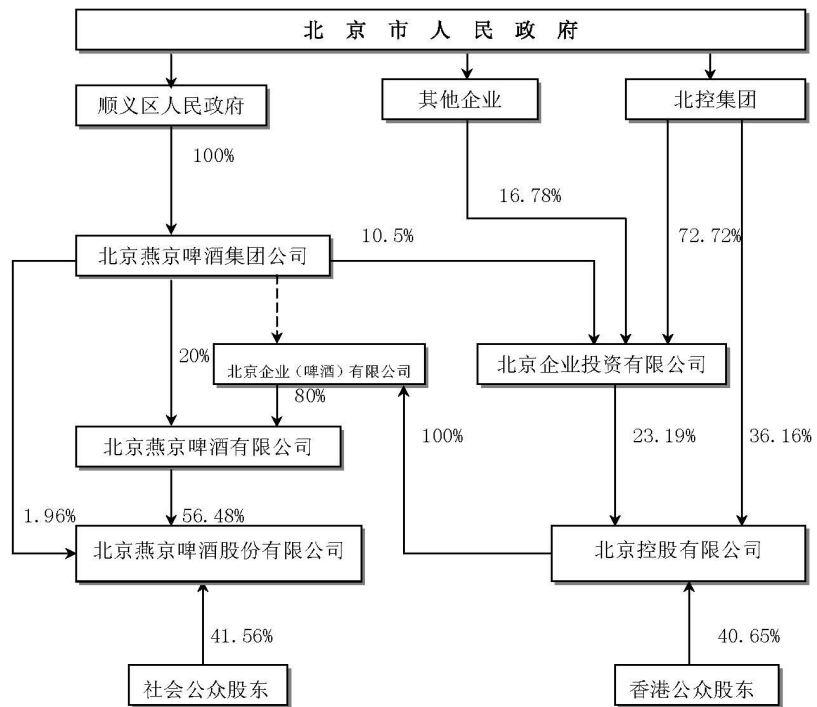 北京市人民政府
顺义区人民政府
其他企业
北控集团
100%
16.78%
10.5%
72.72%
北京燕京啤酒集团公司
20%
北京企业（啤酒）有限公司
北京企业投资有限公司
80%
100%
23.19%
36.16%
北京燕京啤酒有限公司
1.96%
56.48%
北京燕京啤酒股份有限公司
北京控股有限公司
41.56%
40.65%
社会公众股东
香港公众股东